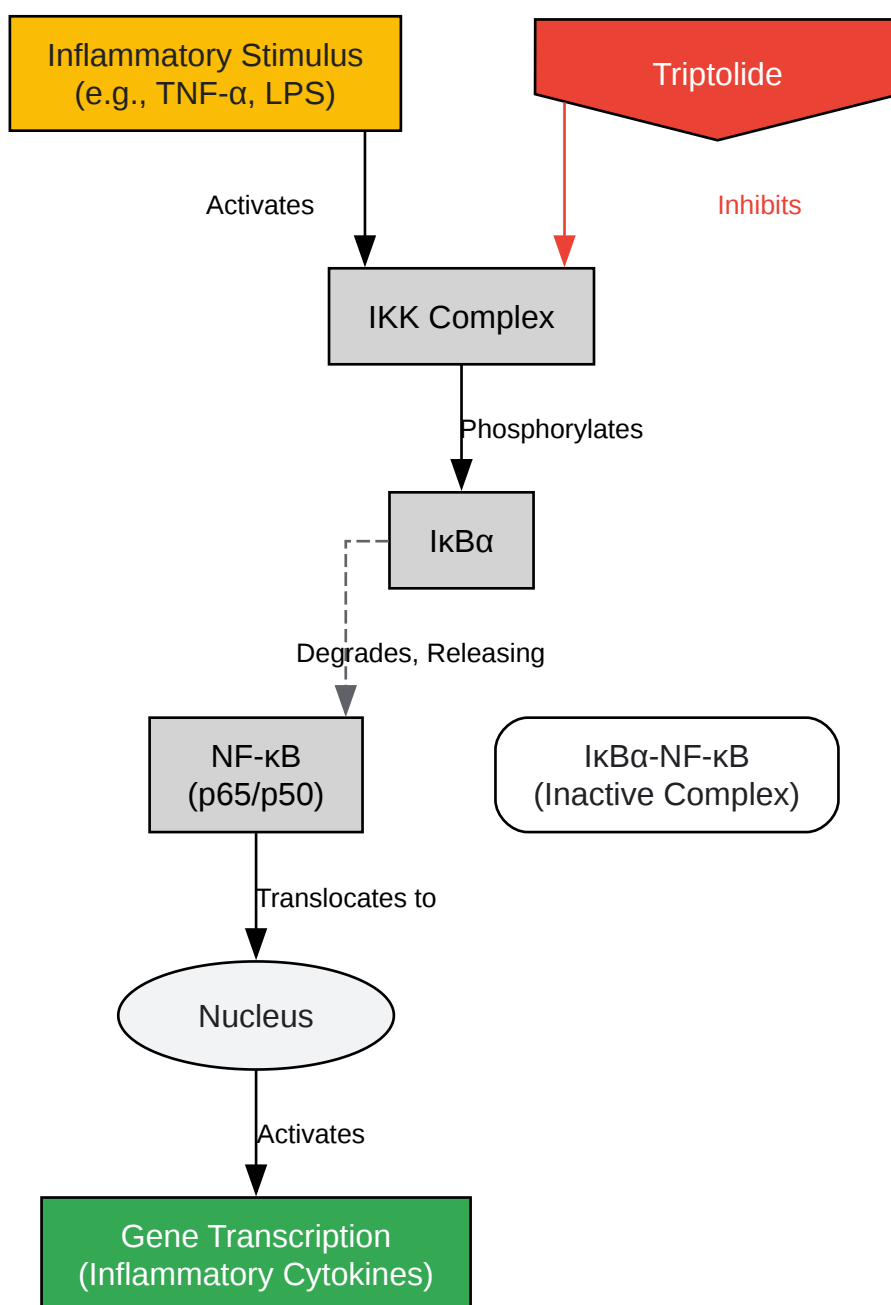 Inflammatory Stimulus
(e.g., TNF-α, LPS)
Triptolide
Activates
Inhibits
IKK Complex
Phosphorylates
IκBα
Degrades, Releasing
NF-κB
(p65/p50)
IκBα-NF-κB
(Inactive Complex)
Translocates to
Nucleus
Activates
Gene Transcription
(Inflammatory Cytokines)